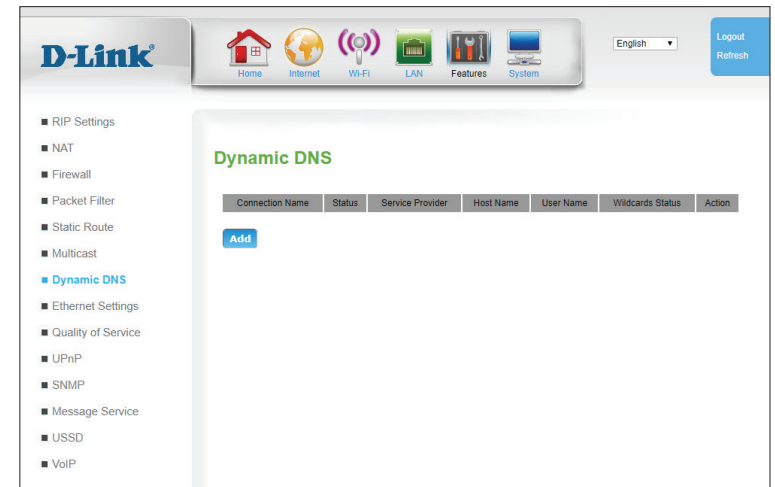 D-Link®
Home Internet Wi-Fi LAN Features System
English
Logout
Refresh
RIP Settings
NAT
Firewall
Packet Filter
Static Route
Multicast
Dynamic DNS
Ethernet Settings
Quality of Service
UPnP
SNMP
Message Service
USSD
VoIP
Dynamic DNS
Connection Name Status Service Provider Host Name User Name Wildcards Status Action
Add